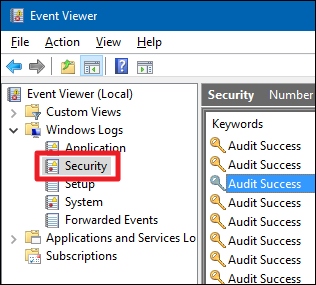 Event Viewer
File Action View Help
Event Viewer (Local)
Custom Views
Windows Logs
Application
Security
Setup
System
Forwarded Events
Applications and Services Lo
Subscriptions
Security Number
Keywords
Audit Success
Audit Success
Audit Success
Audit Success
Audit Success
Audit Success
Audit Success
Audit Success